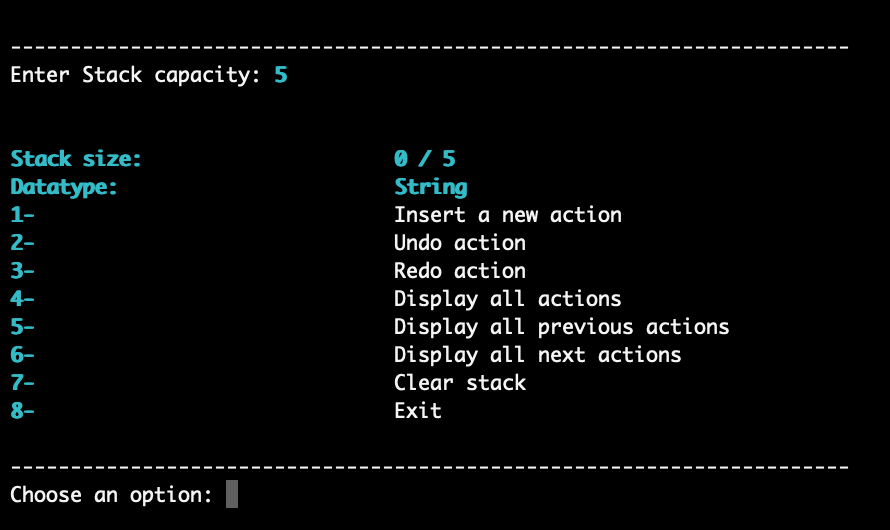 --------------------------------------------------------------------
Enter Stack capacity: 5
Stack size: 0 / 5
Datatype: String
1- Insert a new action
2- Undo action
3- Redo action
4- Display all actions
5- Display all previous actions
6- Display all next actions
7- Clear stack
8- Exit
--------------------------------------------------------------------
Choose an option: